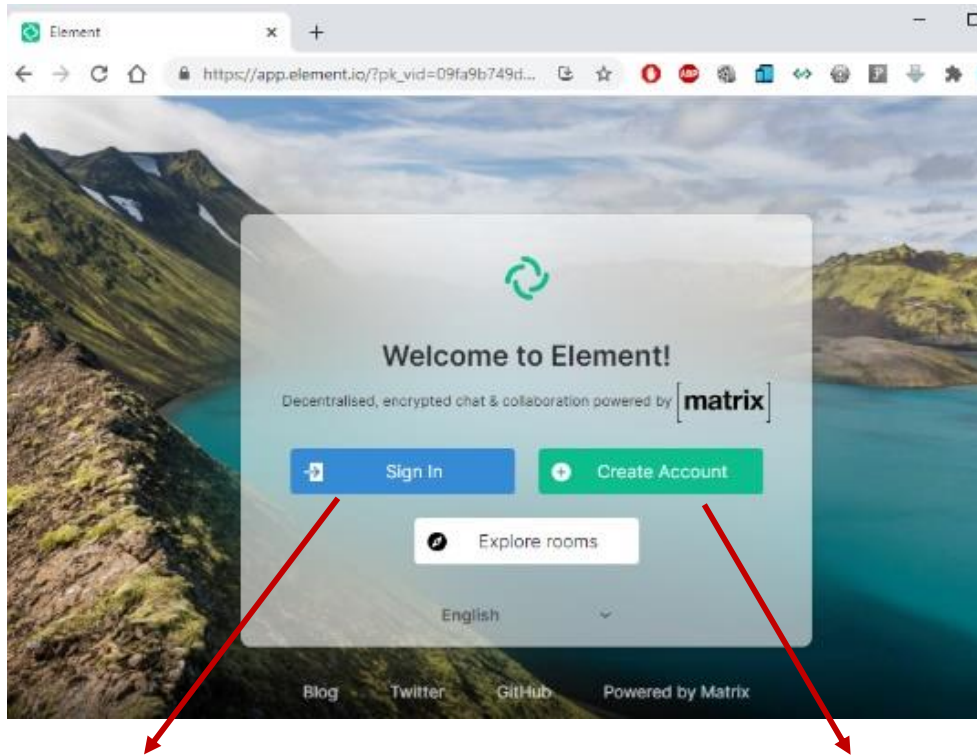 Element
https://app.element.io/?pk_vid=09fa9b749d...
ABP
Welcome to Element!
Decentralised, encrypted chat & collaboration powered by [matrix]
Sign In
Create Account
Explore rooms
English
Blog Twitter GitHub Powered by Matrix